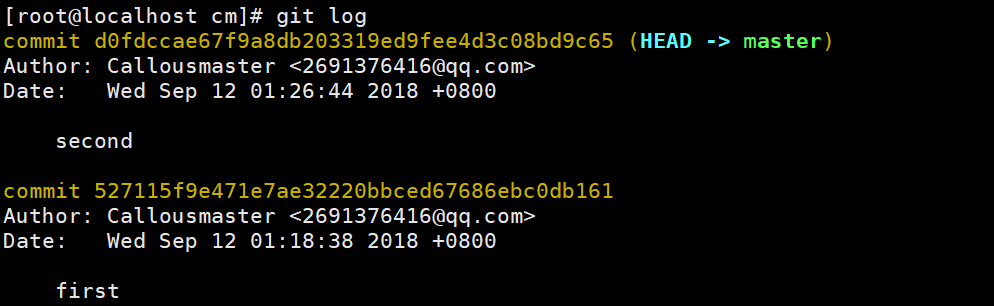 [root@localhost cm]# git log
commit d0fdccae67f9a8db203319ed9fee4d3c08bd9c65 (HEAD -> master)
Author: Callousmaster <2691376416@qq.com>
Date:   Wed Sep 12 01:26:44 2018 +0800
    second
commit 527115f9e471e7ae32220bbced67686ebc0db161
Author: Callousmaster <2691376416@qq.com>
Date:   Wed Sep 12 01:18:38 2018 +0800
    first